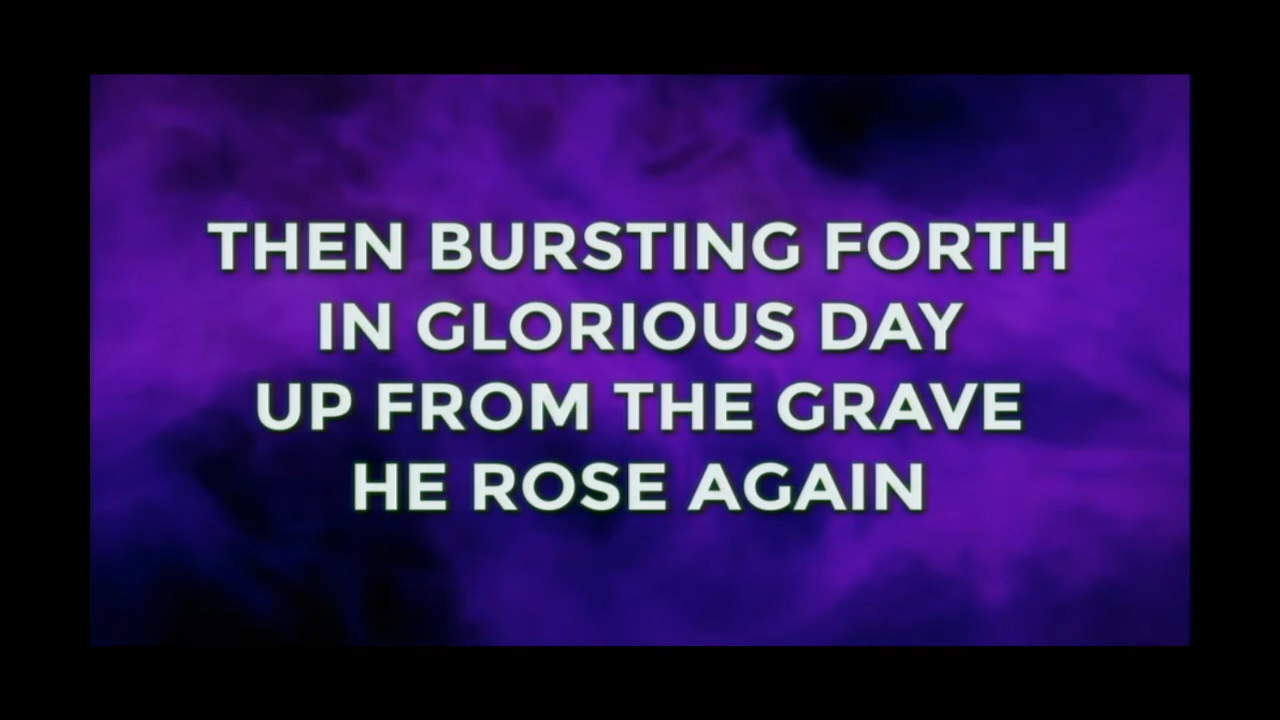 THEN BURSTING FORTH
IN GLORIOUS DAY
UP FROM THE GRAVE
HE ROSE AGAIN